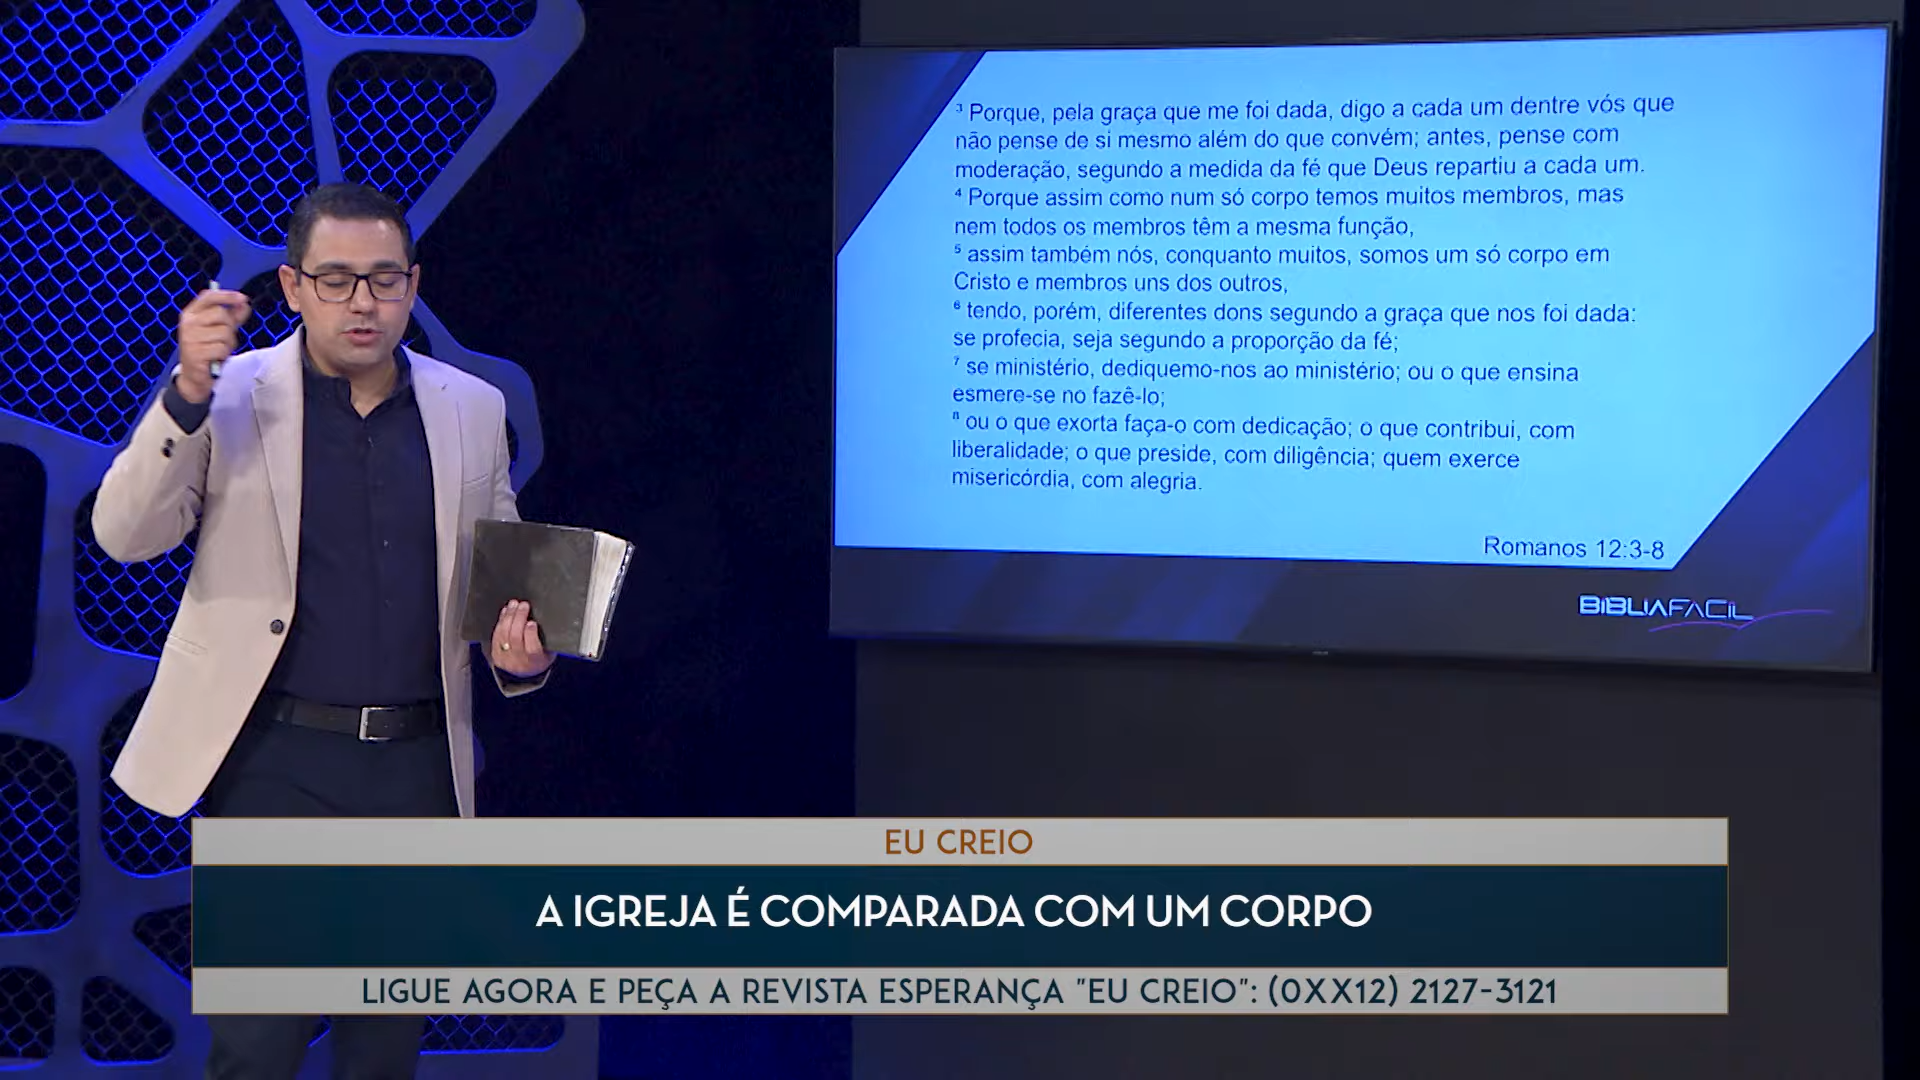 ³ Porque, pela graça que me foi dada, digo a cada um dentre vós que
não pense de si mesmo além do que convém; antes, pense com
moderação, segundo a medida da fé que Deus repartiu a cada um.
⁴ Porque assim como num só corpo temos muitos membros, mas
nem todos os membros têm a mesma função,
⁵ assim também nós, conquanto muitos, somos um só corpo em
Cristo e membros uns dos outros,
⁶ tendo, porém, diferentes dons segundo a graça que nos foi dada:
se profecia, seja segundo a proporção da fé;
⁷ se ministério, dediquemo-nos ao ministério; ou o que ensina
esmere-se no fazê-lo;
⁸ ou o que exorta faça-o com dedicação; o que contribui, com
liberalidade; o que preside, com diligência; quem exerce
misericórdia, com alegria.
Romanos 12:3-8
BíBLIAFÁCIL
EU CREIO
A IGREJA É COMPARADA COM UM CORPO
LIGUE AGORA E PEÇA A REVISTA ESPERANÇA "EU CREIO": (0XX12) 2127-3121